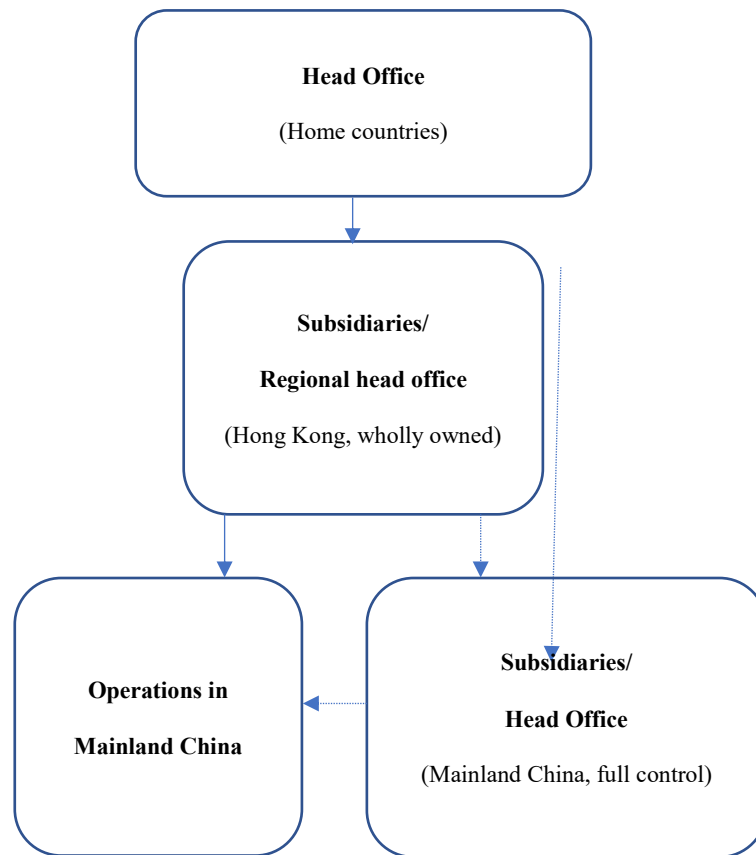 Head Office
(Home countries)
Subsidiaries/
Regional head office
(Hong Kong, wholly owned)
Operations in
Mainland China
Subsidiaries/
Head Office
(Mainland China, full control)